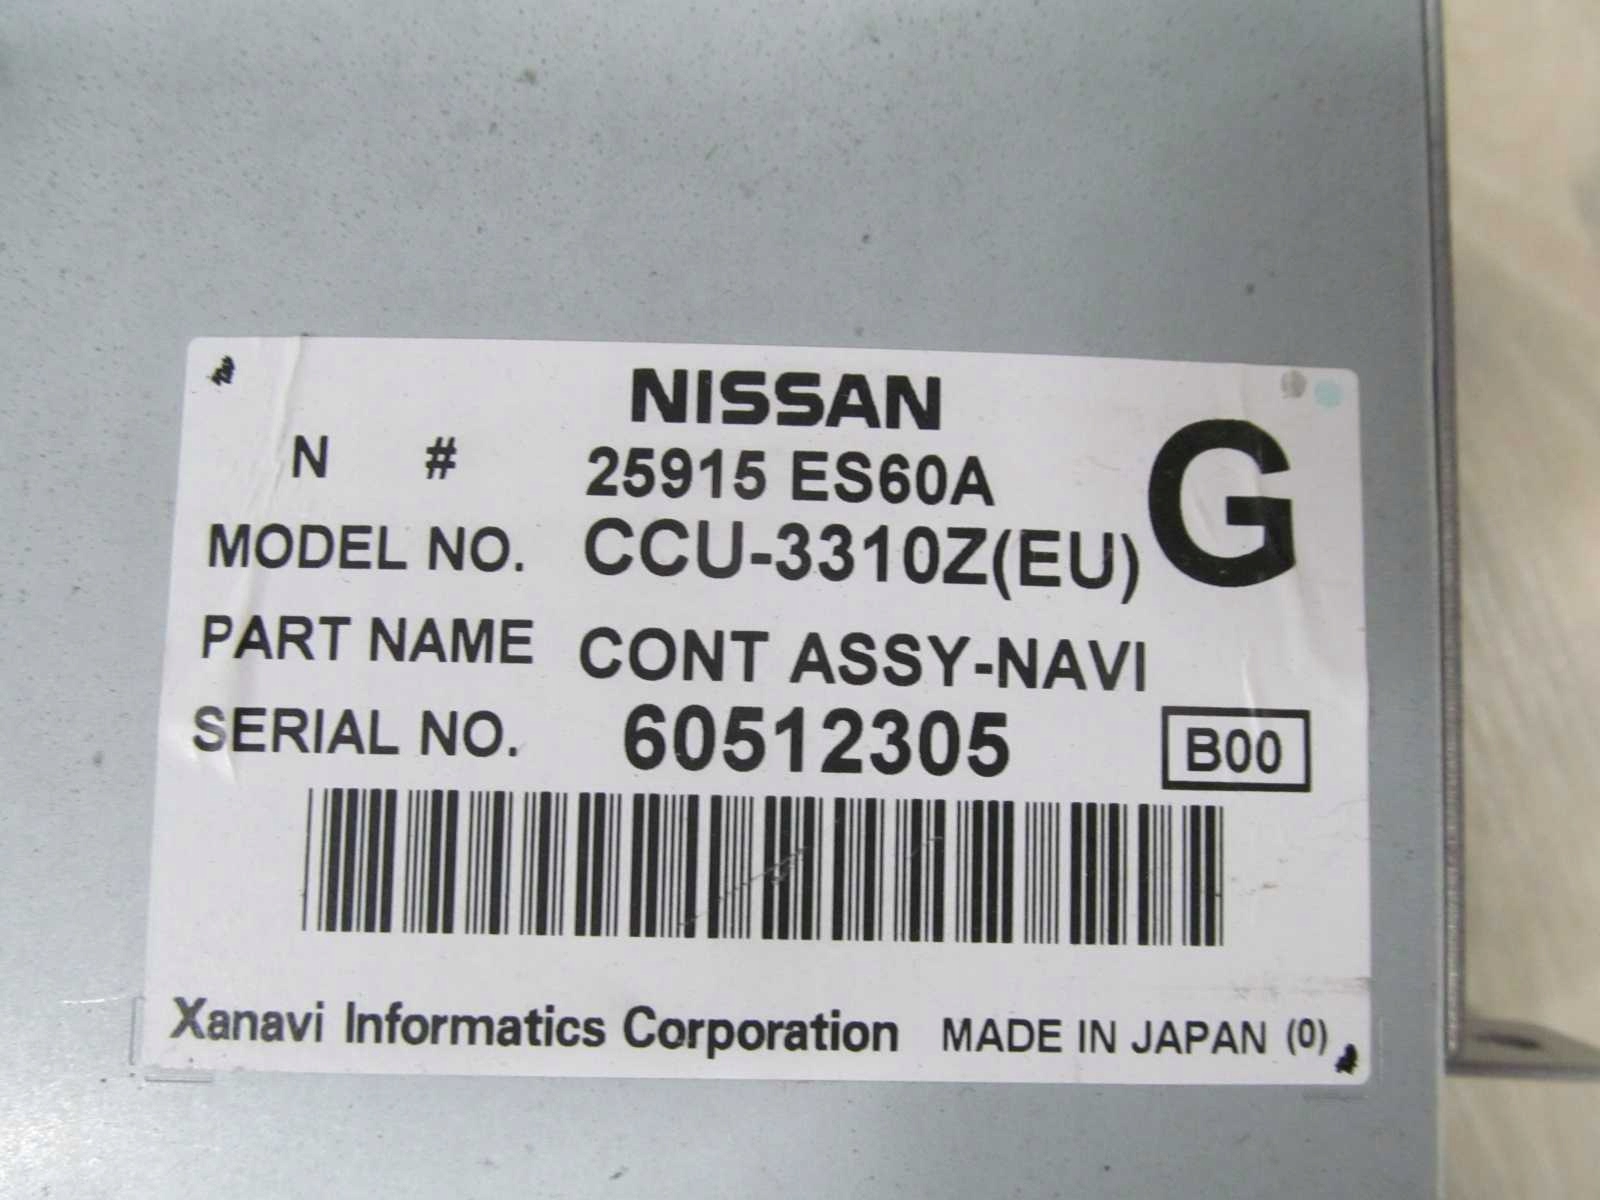 NISSAN
N # 25915 ES60A
G
MODEL NO. CCU-3310Z(EU)
PART NAME CONT ASSY-NAVI
SERIAL NO. 60512305
B00
Xanavi Informatics Corporation MADE IN JAPAN (0)